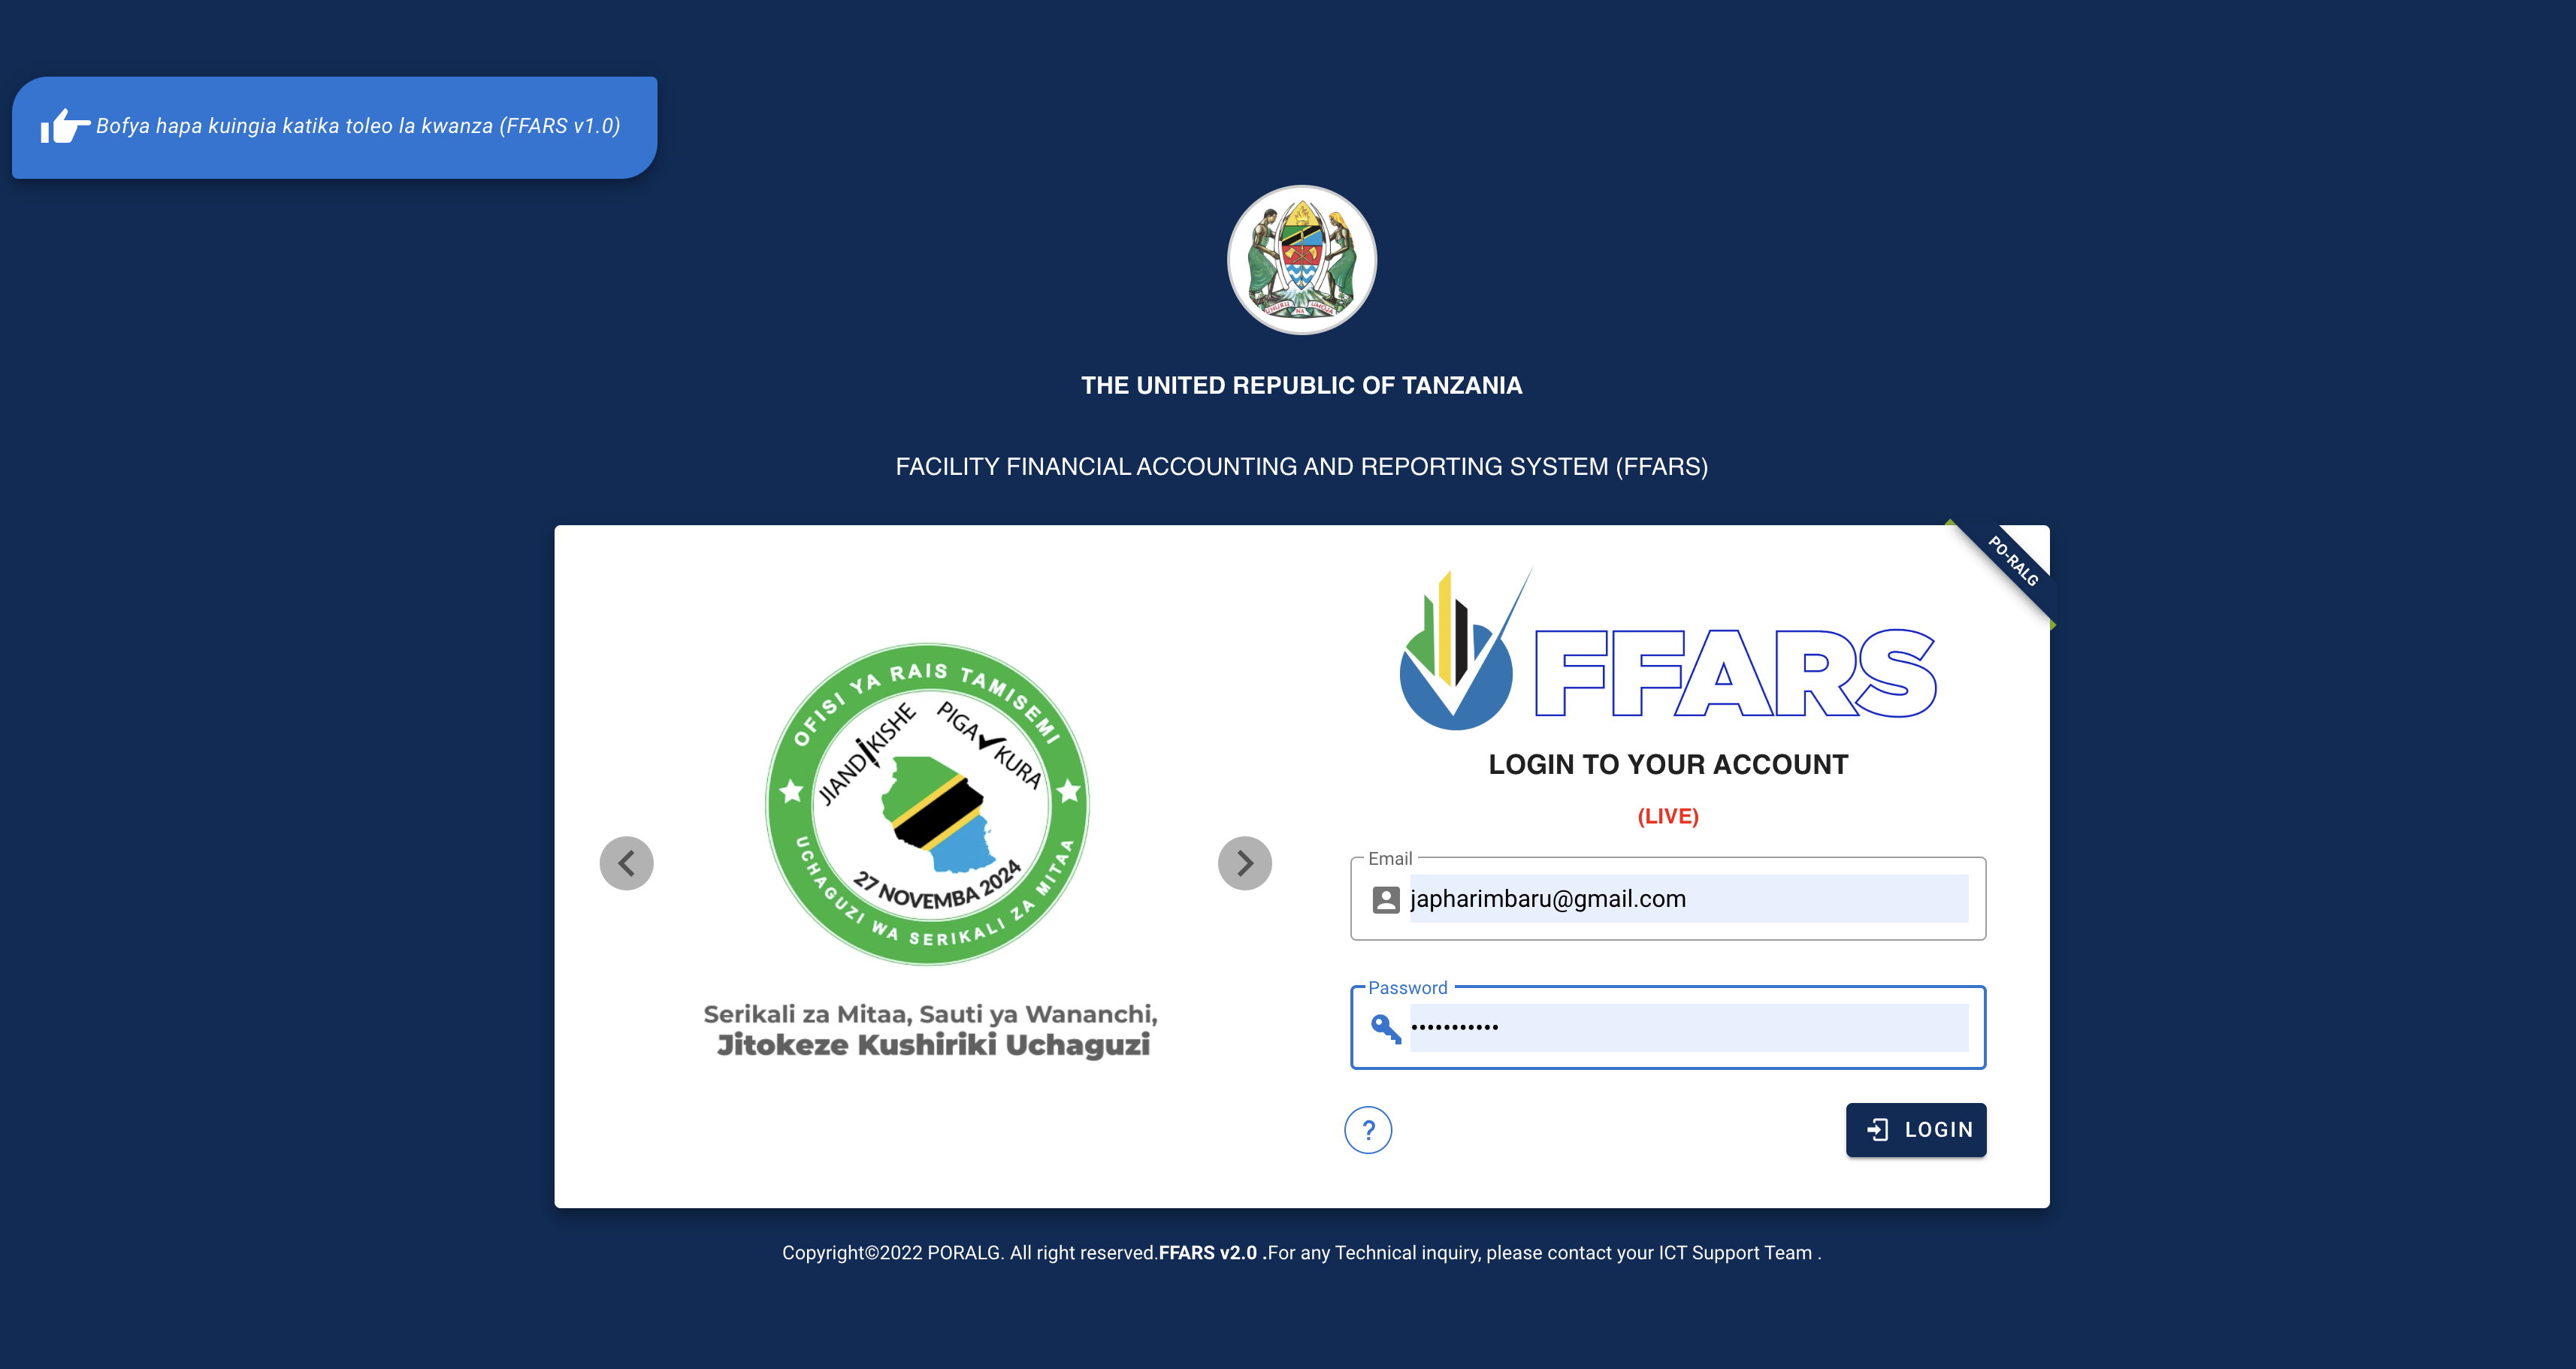 Bofya hapa kuingia katika toleo la kwanza (FFARS v1.0)
UHURU NA UMOJA
THE UNITED REPUBLIC OF TANZANIA
FACILITY FINANCIAL ACCOUNTING AND REPORTING SYSTEM (FFARS)
PO-RALG
OFISI YA RAIS TAMISEMI
JIANDIKISHE PIGA KURA
27 NOVEMBA 2024
UCHAGUZI WA SERIKALI ZA MITAA
Serikali za Mitaa, Sauti ya Wananchi,
Jitokeze Kushiriki Uchaguzi
FFARS
LOGIN TO YOUR ACCOUNT
(LIVE)
Email
japharimbaru@gmail.com
Password
•••••••••••
?
LOGIN
Copyright©2022 PORALG. All right reserved.FFARS v2.0 .For any Technical inquiry, please contact your ICT Support Team .